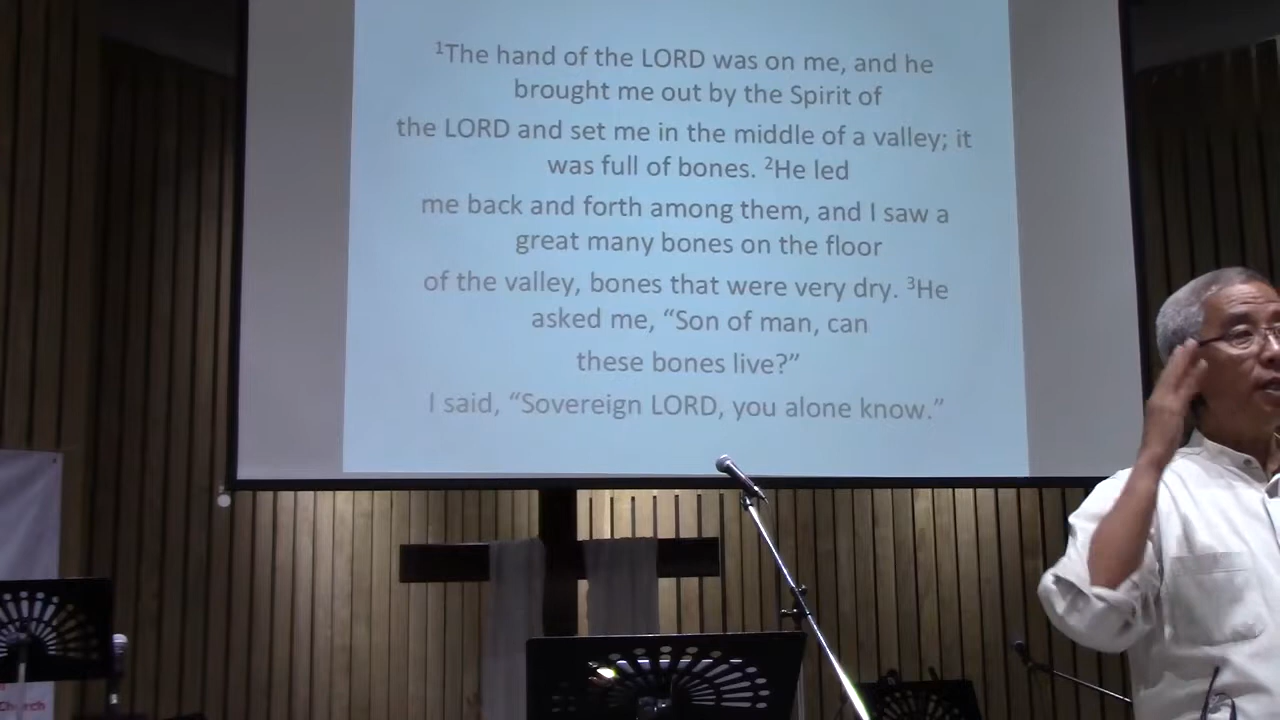 ¹The hand of the LORD was on me, and he
brought me out by the Spirit of
the LORD and set me in the middle of a valley; it
was full of bones. ²He led
me back and forth among them, and I saw a
great many bones on the floor
of the valley, bones that were very dry. ³He
asked me, “Son of man, can
these bones live?”
I said, “Sovereign LORD, you alone know.”
Church